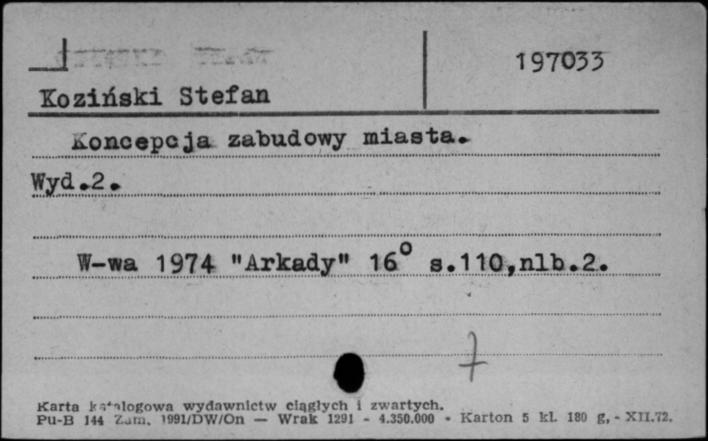 197033
Koziński Stefan
Koncepcja zabudowy miasta.
Wyd.2.
W-wa 1974 "Arkady" 16° s.110,nlb.2.
7
Karta katalogowa wydawnictw ciągłych i zwartych.
Pu-B 144 Zam. 1991/DW/On — Wrak 1291 - 4.350.000 - Karton 5 kl. 180 g, - XII.72.